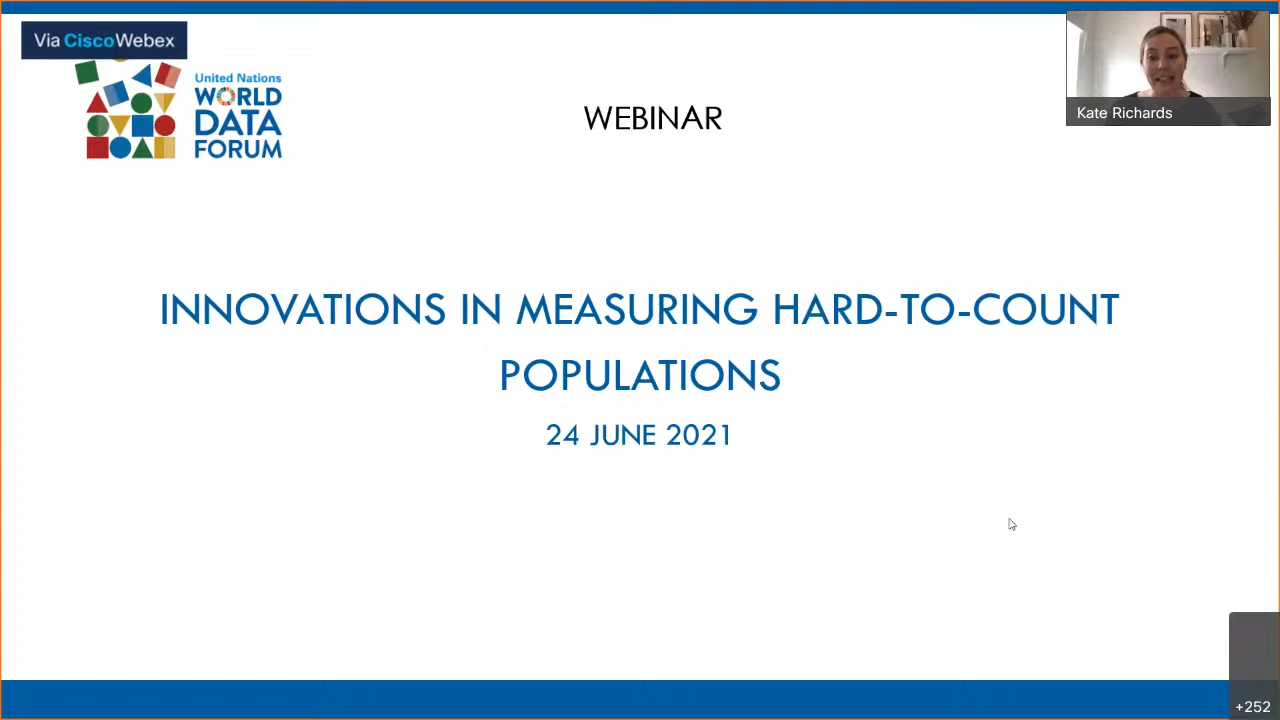 Via CiscoWebex
United Nations
WORLD
DATA
FORUM
WEBINAR
Kate Richards
INNOVATIONS IN MEASURING HARD-TO-COUNT
POPULATIONS
24 JUNE 2021
+252